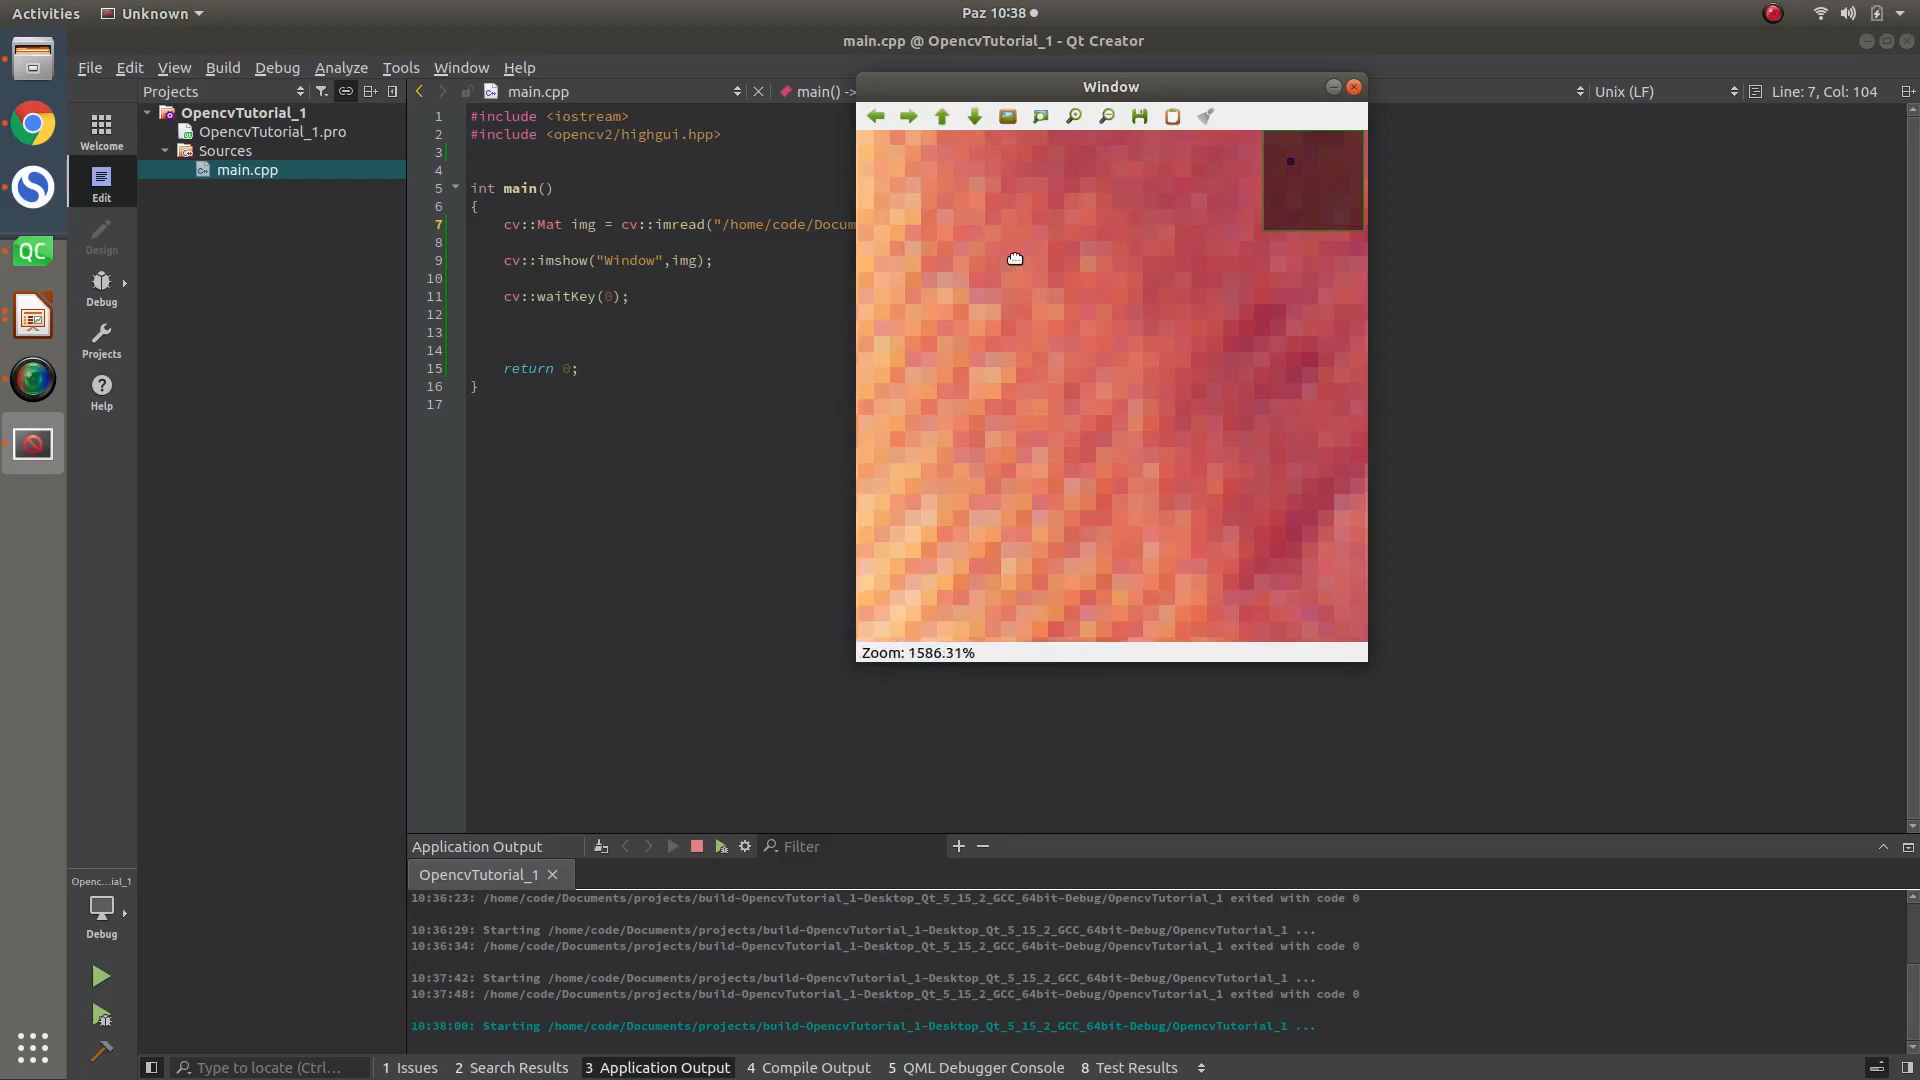 Activities
Unknown
Paz 10:38
main.cpp @ OpencvTutorial_1 - Qt Creator
File Edit View Build Debug Analyze Tools Window Help
Projects
main.cpp
main() ->
Unix (LF)
Line: 7, Col: 104
Welcome
Edit
Design
Debug
Projects
Help
OpencvTutorial_1
OpencvTutorial_1.pro
Sources
main.cpp
1 #include <iostream>
2 #include <opencv2/highgui.hpp>
3
4
5 int main()
6 {
7 cv::Mat img = cv::imread("/home/code/Docum
8
9 cv::imshow("Window",img);
10
11 cv::waitKey(0);
12
13
14
15 return 0;
16 }
17
Window
Zoom: 1586.31%
Openc...ial_1
Debug
Application Output
Filter
OpencvTutorial_1
10:36:23: /home/code/Documents/projects/build-OpencvTutorial_1-Desktop_Qt_5_15_2_GCC_64bit-Debug/OpencvTutorial_1 exited with code 0
10:36:29: Starting /home/code/Documents/projects/build-OpencvTutorial_1-Desktop_Qt_5_15_2_GCC_64bit-Debug/OpencvTutorial_1 ...
10:36:34: /home/code/Documents/projects/build-OpencvTutorial_1-Desktop_Qt_5_15_2_GCC_64bit-Debug/OpencvTutorial_1 exited with code 0
10:37:42: Starting /home/code/Documents/projects/build-OpencvTutorial_1-Desktop_Qt_5_15_2_GCC_64bit-Debug/OpencvTutorial_1 ...
10:37:48: /home/code/Documents/projects/build-OpencvTutorial_1-Desktop_Qt_5_15_2_GCC_64bit-Debug/OpencvTutorial_1 exited with code 0
10:38:00: Starting /home/code/Documents/projects/build-OpencvTutorial_1-Desktop_Qt_5_15_2_GCC_64bit-Debug/OpencvTutorial_1 ...
Type to locate (Ctrl...
1 Issues 2 Search Results 3 Application Output 4 Compile Output 5 QML Debugger Console 8 Test Results
QC